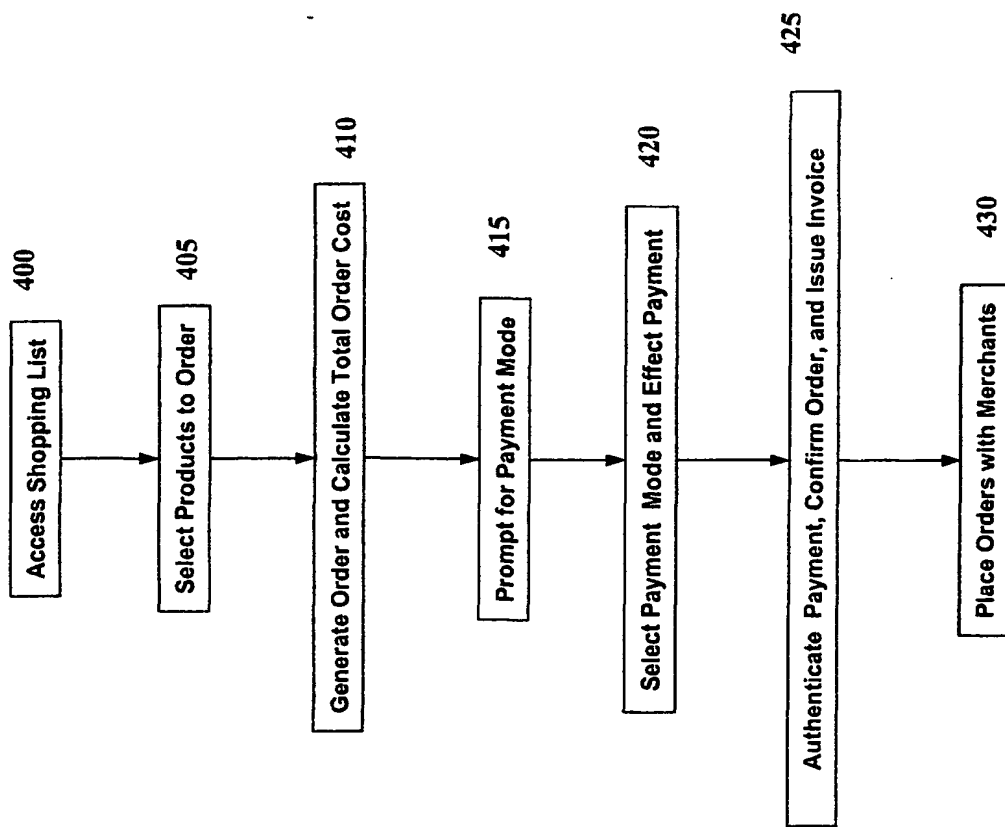 400
Access Shopping List
405
Select Products to Order
410
Generate Order and Calculate Total Order Cost
415
Prompt for Payment Mode
420
Select Payment Mode and Effect Payment
425
Authenticate Payment, Confirm Order, and Issue Invoice
430
Place Orders with Merchants